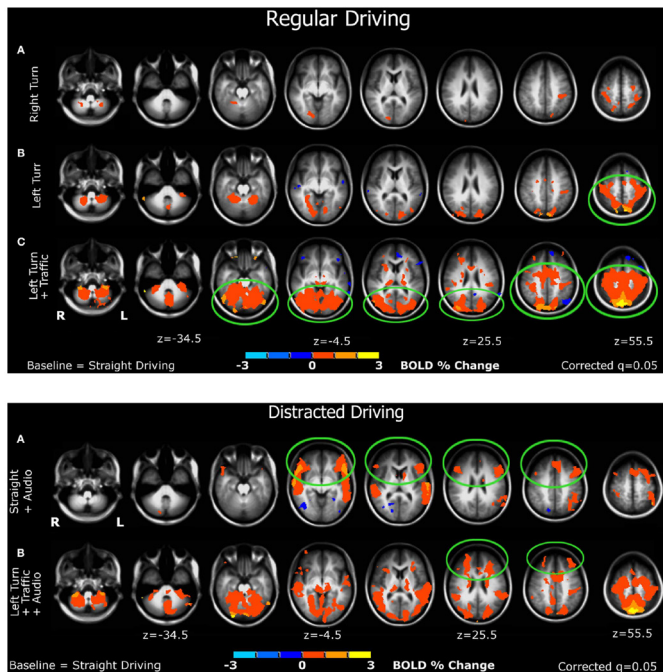 Regular Driving
A
Right Turn
B
Left Turr
C
Left Turn
+ Traffic
R L
z=-34.5 z=-4.5 z=25.5 z=55.5
Baseline = Straight Driving -3 0 3 BOLD % Change Corrected q=0.05
Distracted Driving
A
Straight
+ Audio
R L
B
Left Turn
+ Traffic
+ Audio
z=-34.5 z=-4.5 z=25.5 z=55.5
Baseline = Straight Driving -3 0 3 BOLD % Change Corrected q=0.05